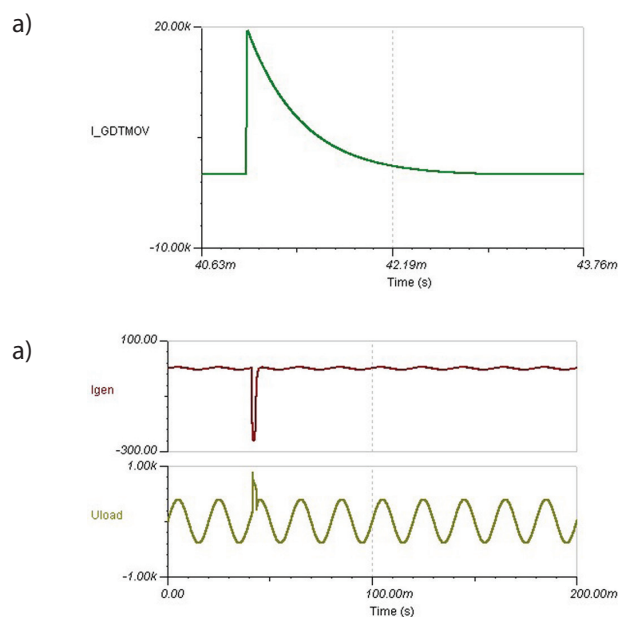 a)
20.00k
I_GDTMOV
-10.00k
40.63m 42.19m 43.76m
Time (s)
a)
100.00
Igen
-300.00
1.00k
Uload
-1.00k
0.00 100.00m 200.00m
Time (s)